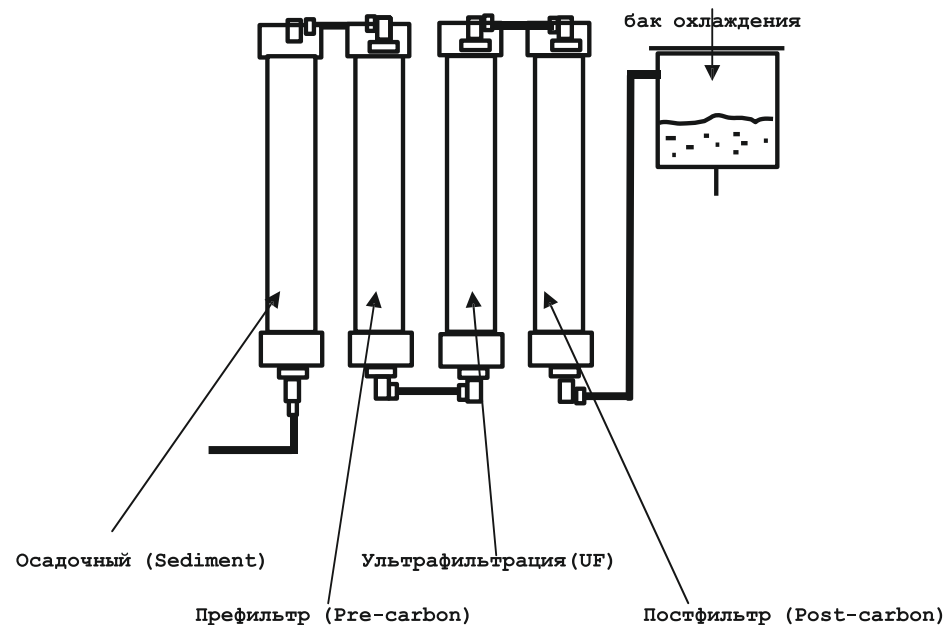 бак охлаждения
Осадочный (Sediment)
Ультрафильтрация(UF)
Префильтр (Pre-carbon)
Постфильтр (Post-carbon)